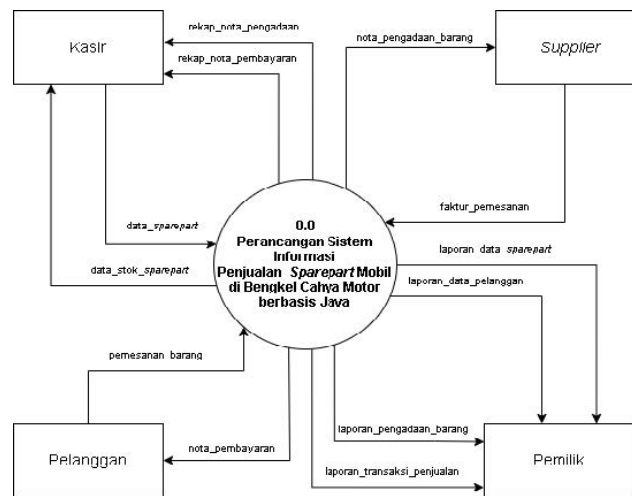 Kasir
rekap_nota_pengadaan
rekap_nota_pembayaran
nota_pengadaan_barang
Supplier
data_sparepart
data_stok_sparepart
0.0
Perancangan Sistem
Informasi
Penjualan Sparepart Mobil
di Bengkel Cahya Motor
berbasis Java
faktur_pemesanan
laporan data sparepart
laporan_data_pelanggan
pemesanan barang
Pelanggan
nota_pembayaran
laporan_pengadaan_barang
laporan_transaksi_penjualan
Pemilik